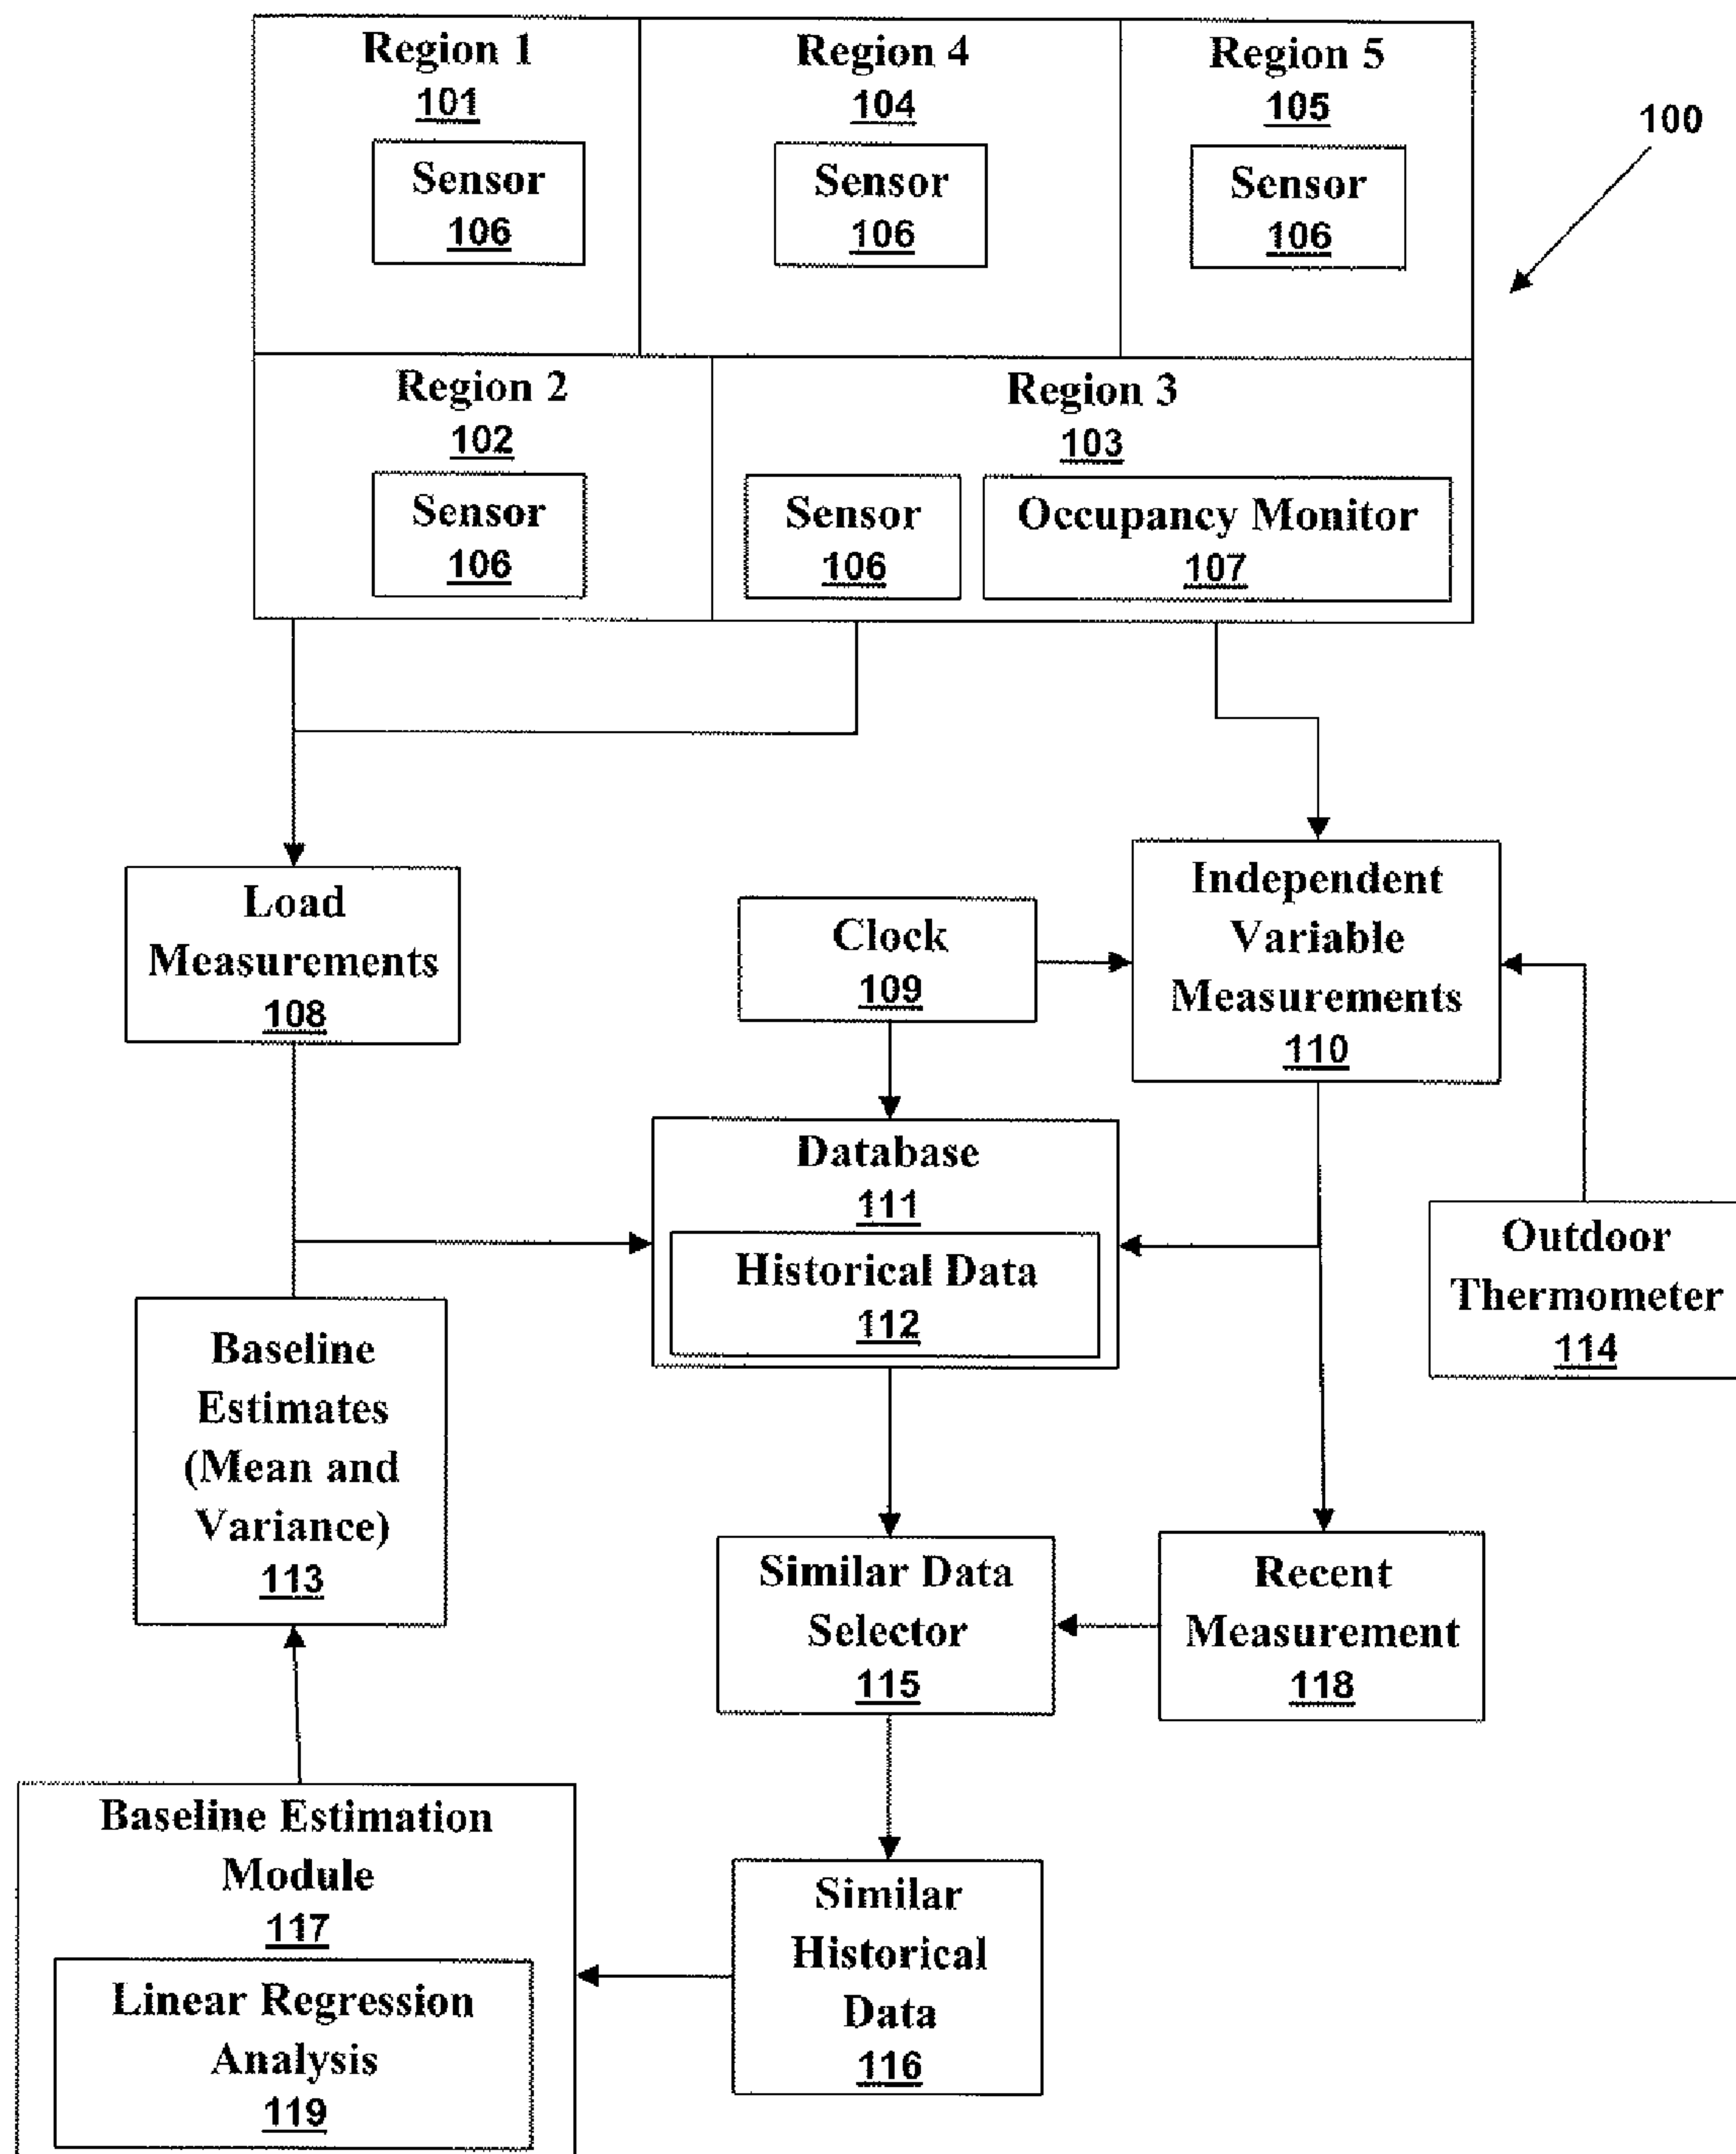 Region 1
101
Sensor
106
Region 4
104
Sensor
106
Region 5
105
Sensor
106
100
Region 2
102
Sensor
106
Region 3
103
Sensor
106
Occupancy Monitor
107
Load
Measurements
108
Clock
109
Independent
Variable
Measurements
110
Database
111
Historical Data
112
Outdoor
Thermometer
114
Baseline
Estimates
(Mean and
Variance)
113
Similar Data
Selector
115
Recent
Measurement
118
Baseline Estimation
Module
117
Linear Regression
Analysis
119
Similar
Historical
Data
116